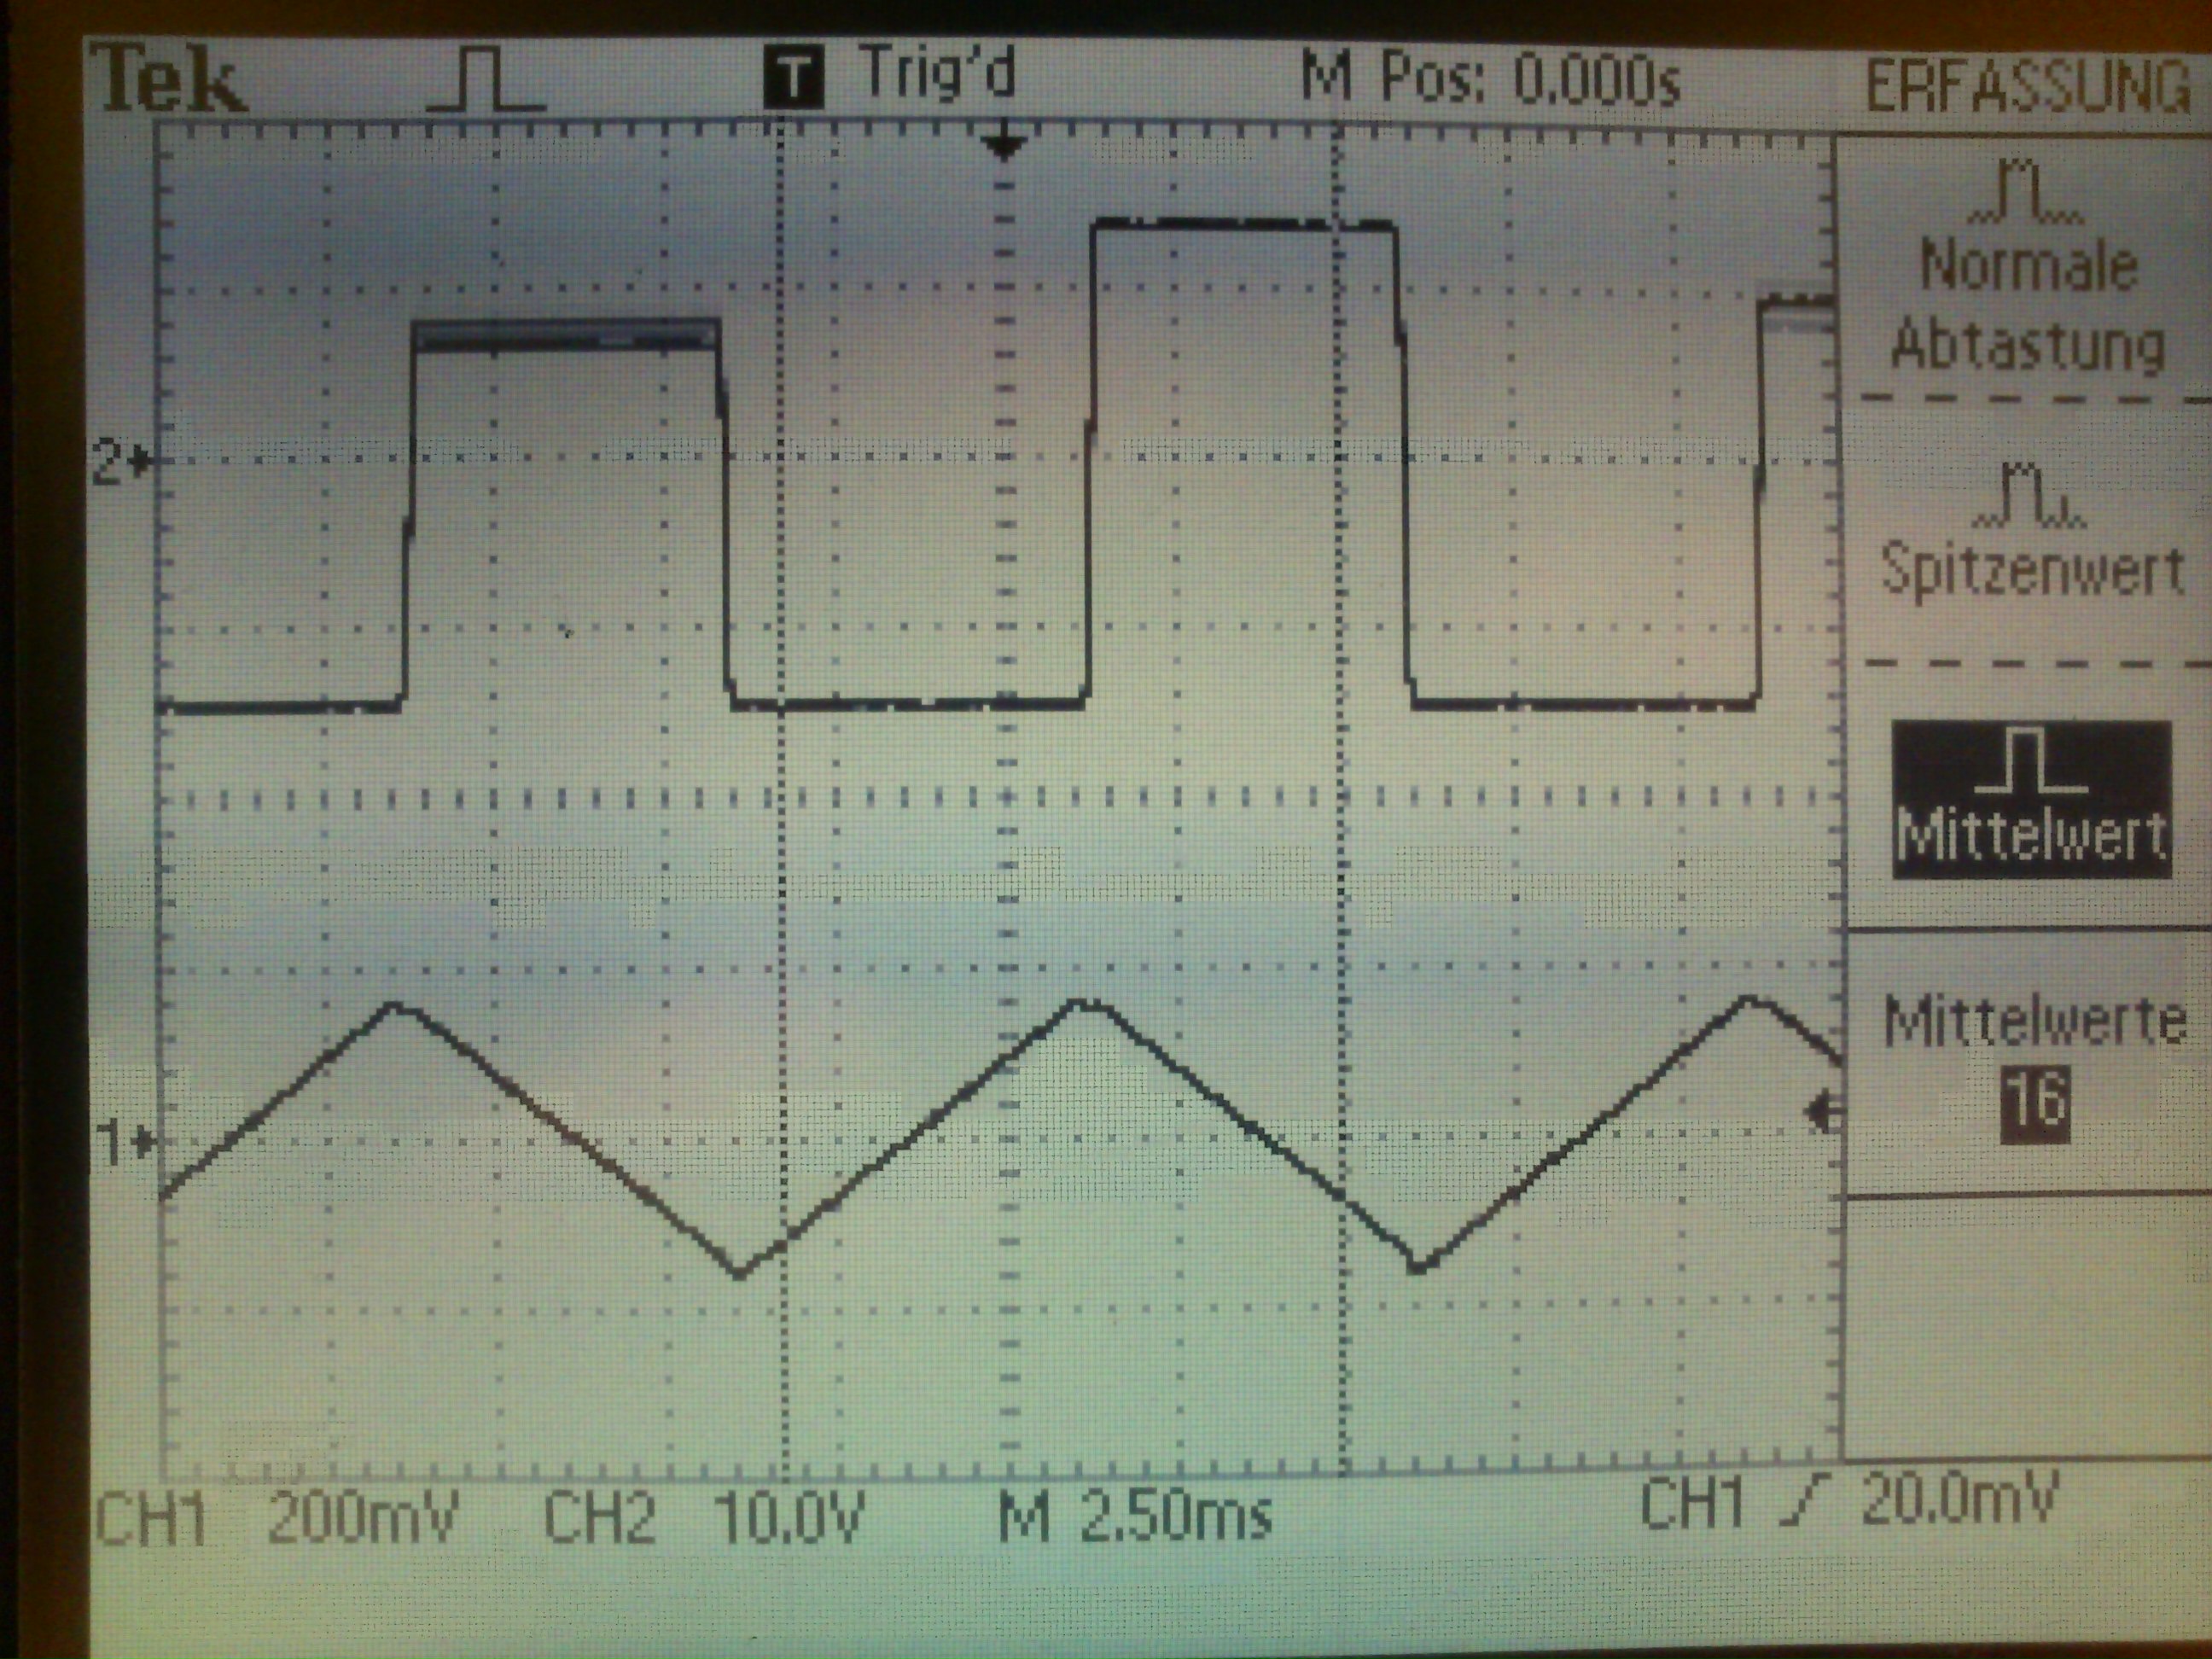 Tek T Trig'd M Pos: 0.000s ERFASSUNG
Normale
Abtastung
2
Spitzenwert
Mittelwert
Mittelwerte
16
1
CH1 200mV CH2 10.0V M 2.50ms CH1 20.0mV